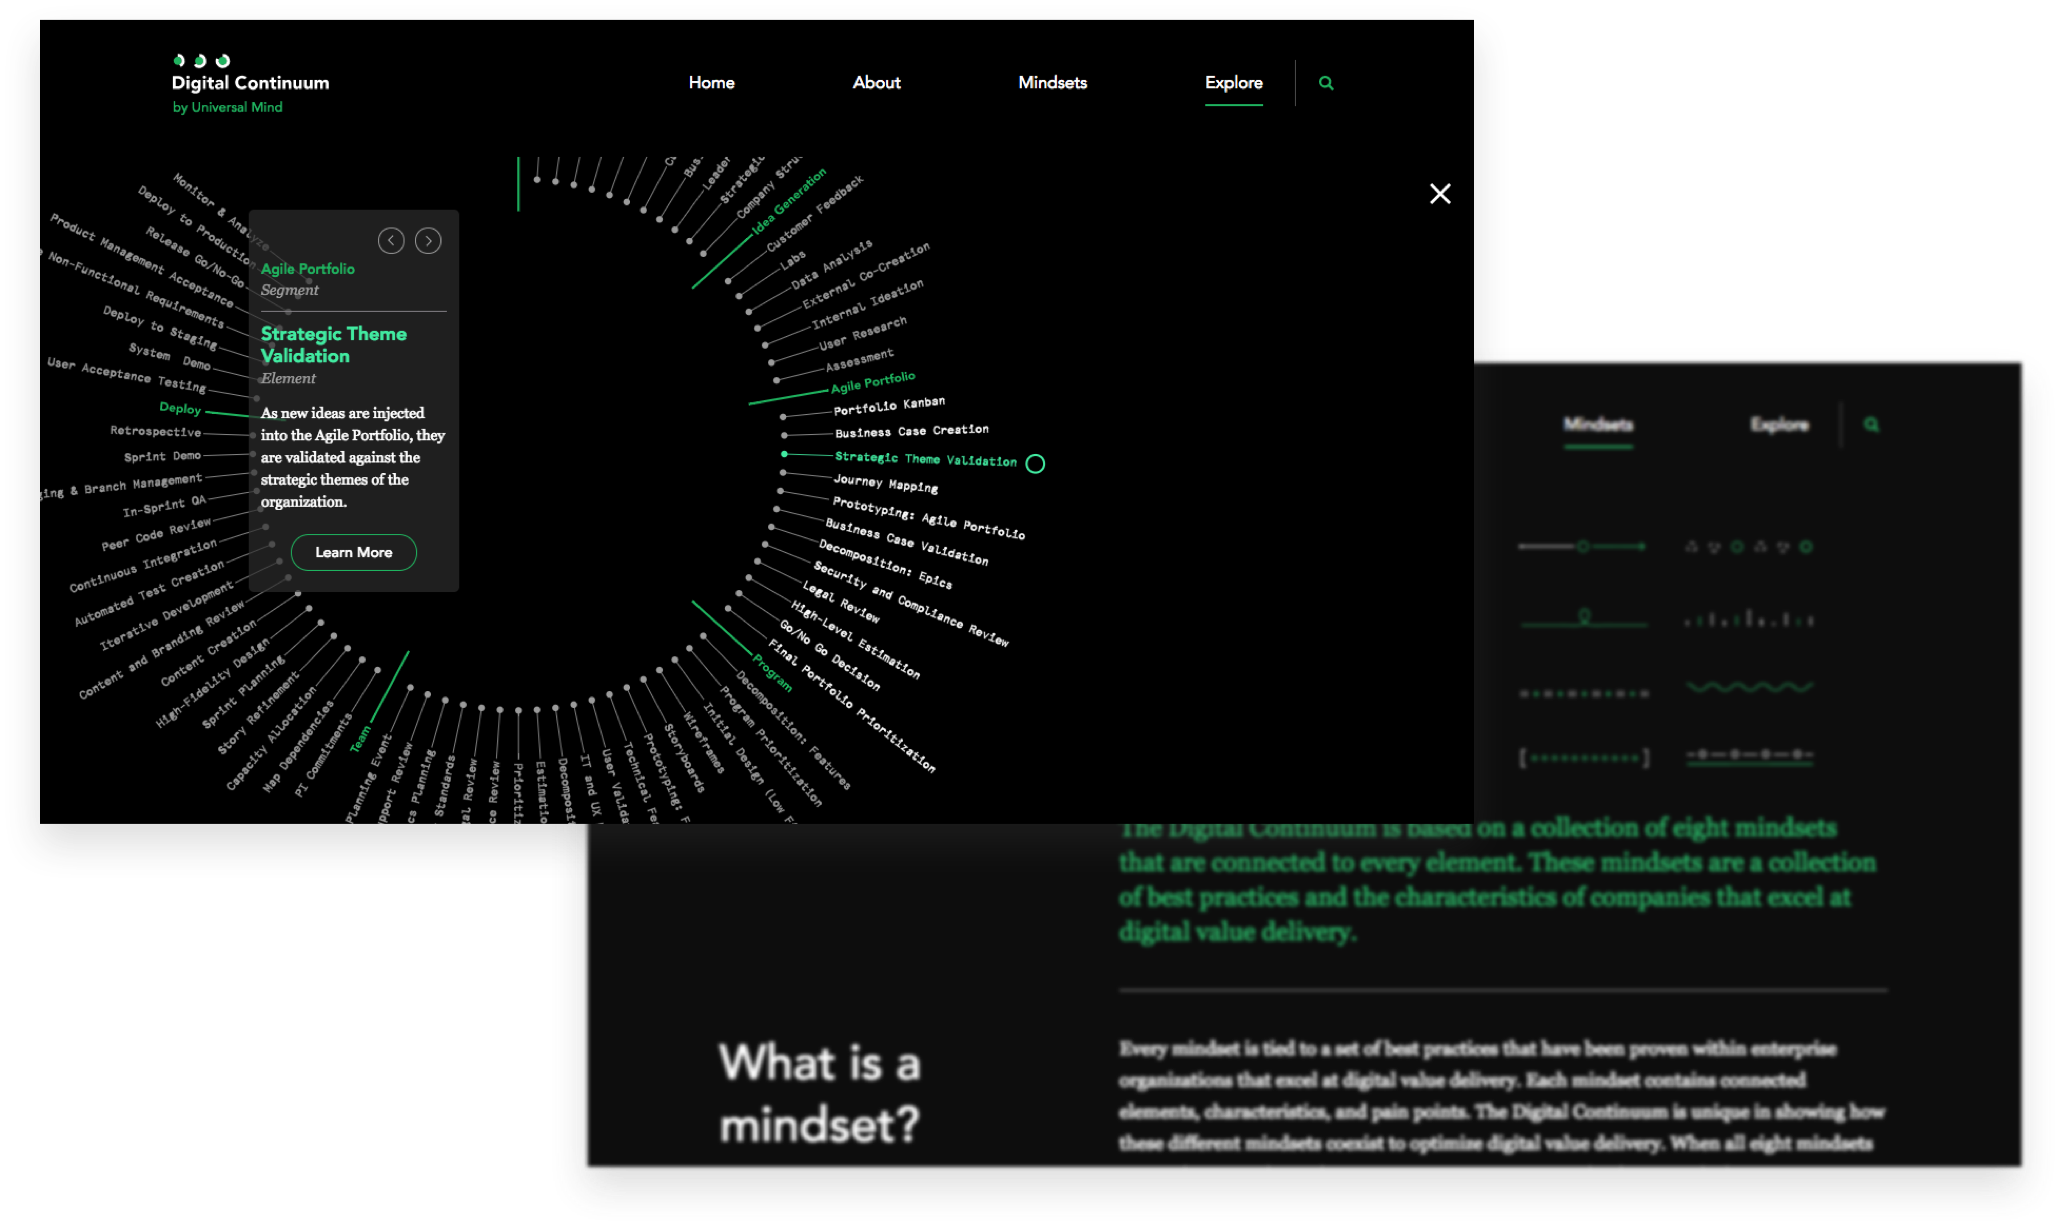 Digital Continuum
by Universal Mind
Home
About
Mindsets
Explore
Agile Portfolio
Segment
Strategic Theme
Validation
Element
As new ideas are injected
into the Agile Portfolio, they
are validated against the
strategic themes of the
organization.
Learn More
Strategic
Company Stru
Idea Generation
Customer Feedback
Labs
Data Analysis
External Co-Creation
Internal Ideation
User Research
Assessment
Agile Portfolio
Portfolio Kanban
Business Case Creation
Strategic Theme Validation
Journey Mapping
Prototyping: Agile Portfolio
Business Case Validation
Decomposition: Epics
Security and Compliance Review
Legal Review
High-Level Estimation
Go/No Go Decision
Final Portfolio Prioritization
Program
Decomposition: Features
Program Prioritization
Initial Design (Low F
Wireframes
Storyboards
Prototyping: F
Technical Fe
User Valida
IT and UX
Decomposit
Estimatio
Prioritiz
ce Review
al Review
Standards
cs Planning
pport Review
Planning Event
Team
PI Commitments
Map Dependencies
Capacity Allocation
Story Refinement
Sprint Planning
High-Fidelity Design
Content Creation
Content and Branding Review
Iterative Development
Automated Test Creation
Continuous Integration
Peer Code Review
In-Sprint QA
ging & Branch Management
Sprint Demo
Retrospective
Deploy
User Acceptance Testing
System Demo
Deploy to Staging
Non-Functional Requirements
Product Management Acceptance
Release Go/No-Go
Deploy to Production
Monitor & Analyze
Mindsets
Explore
The Digital Continuum is based on a collection of eight mindsets
that are connected to every element. These mindsets are a collection
of best practices and the characteristics of companies that excel at
digital value delivery.
What is a
mindset?
Every mindset is tied to a set of best practices that have been proven within enterprise
organizations that excel at digital value delivery. Each mindset contains connected
elements, characteristics, and pain points. The Digital Continuum is unique in showing how
these different mindsets coexist to optimize digital value delivery. When all eight mindsets